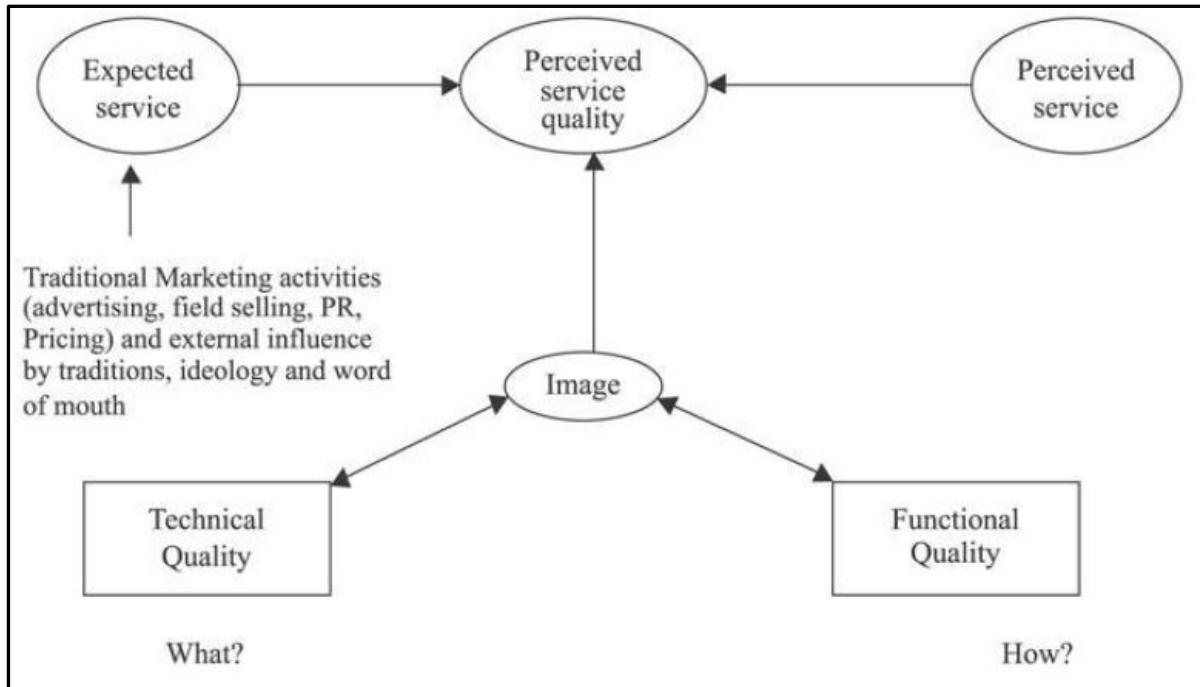 Expected
service
Perceived
service
quality
Perceived
service
Traditional Marketing activities
(advertising, field selling, PR,
Pricing) and external influence
by traditions, ideology and word
of mouth
Image
Technical
Quality
Functional
Quality
What?
How?